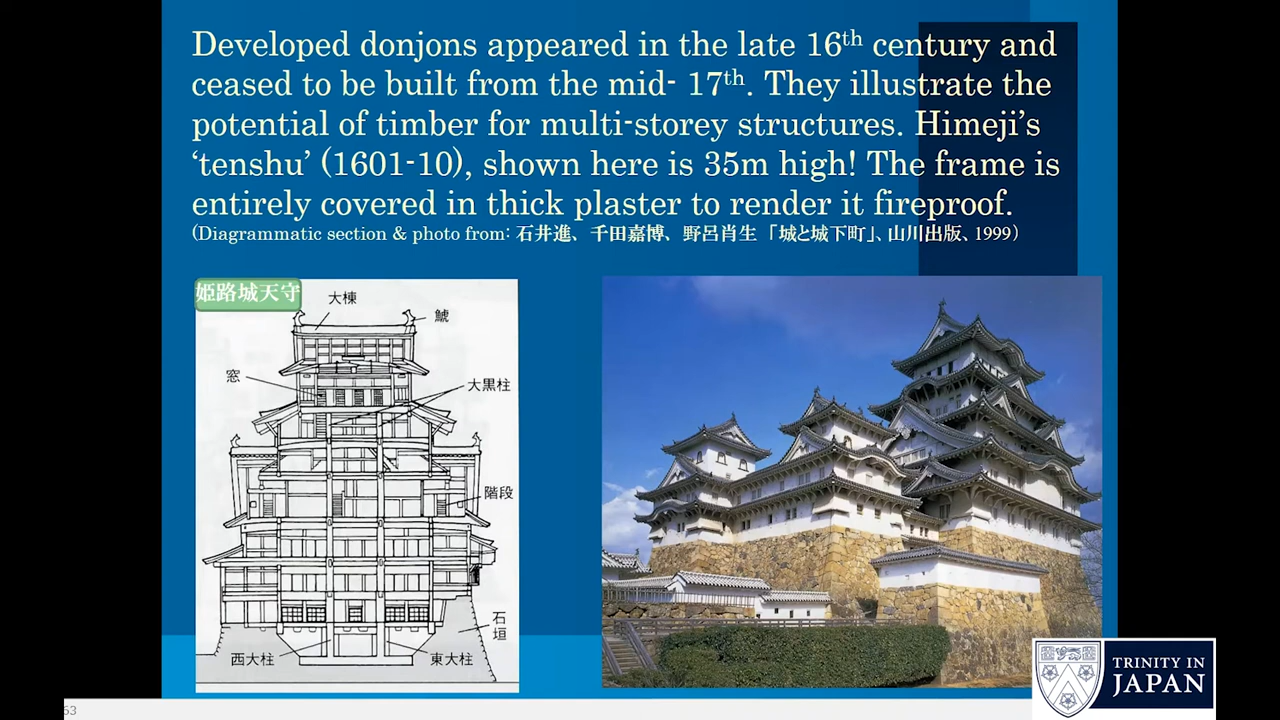 Developed donjons appeared in the late 16th century and
ceased to be built from the mid- 17th. They illustrate the
potential of timber for multi-storey structures. Himeji’s
‘tenshu’ (1601-10), shown here is 35m high! The frame is
entirely covered in thick plaster to render it fireproof.
(Diagrammatic section & photo from: 石井進、千田嘉博、野呂肖生 「城と城下町」、山川出版、1999)
姫路城天守
大棟
鯱
窓
大黒柱
階段
石垣
西大柱
東大柱
TRINITY IN
JAPAN
63